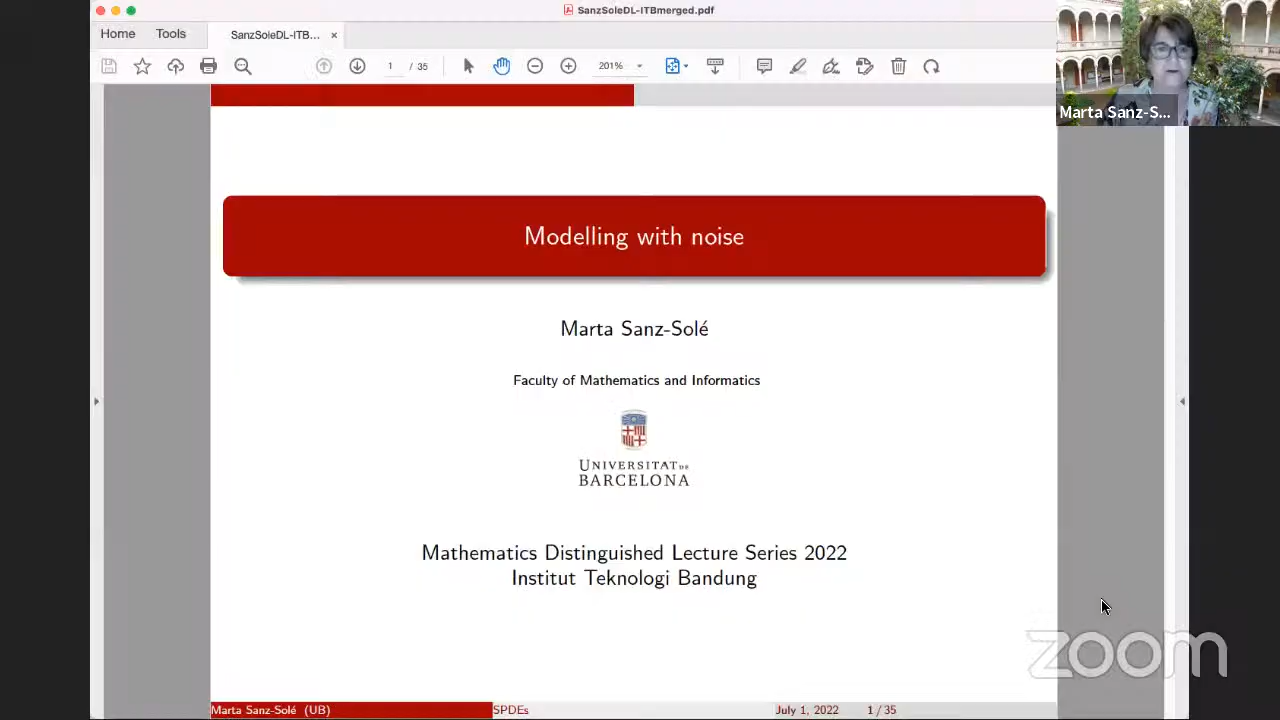 SanzSoleDL-ITBmerged.pdf
Home Tools SanzSoleDL-ITB... ×
1 / 35 201%
Marta Sanz-S...
Modelling with noise
Marta Sanz-Solé
Faculty of Mathematics and Informatics
UNIVERSITAT DE
BARCELONA
Mathematics Distinguished Lecture Series 2022
Institut Teknologi Bandung
zoom
Marta Sanz-Solé (UB) SPDEs July 1, 2022 1 / 35